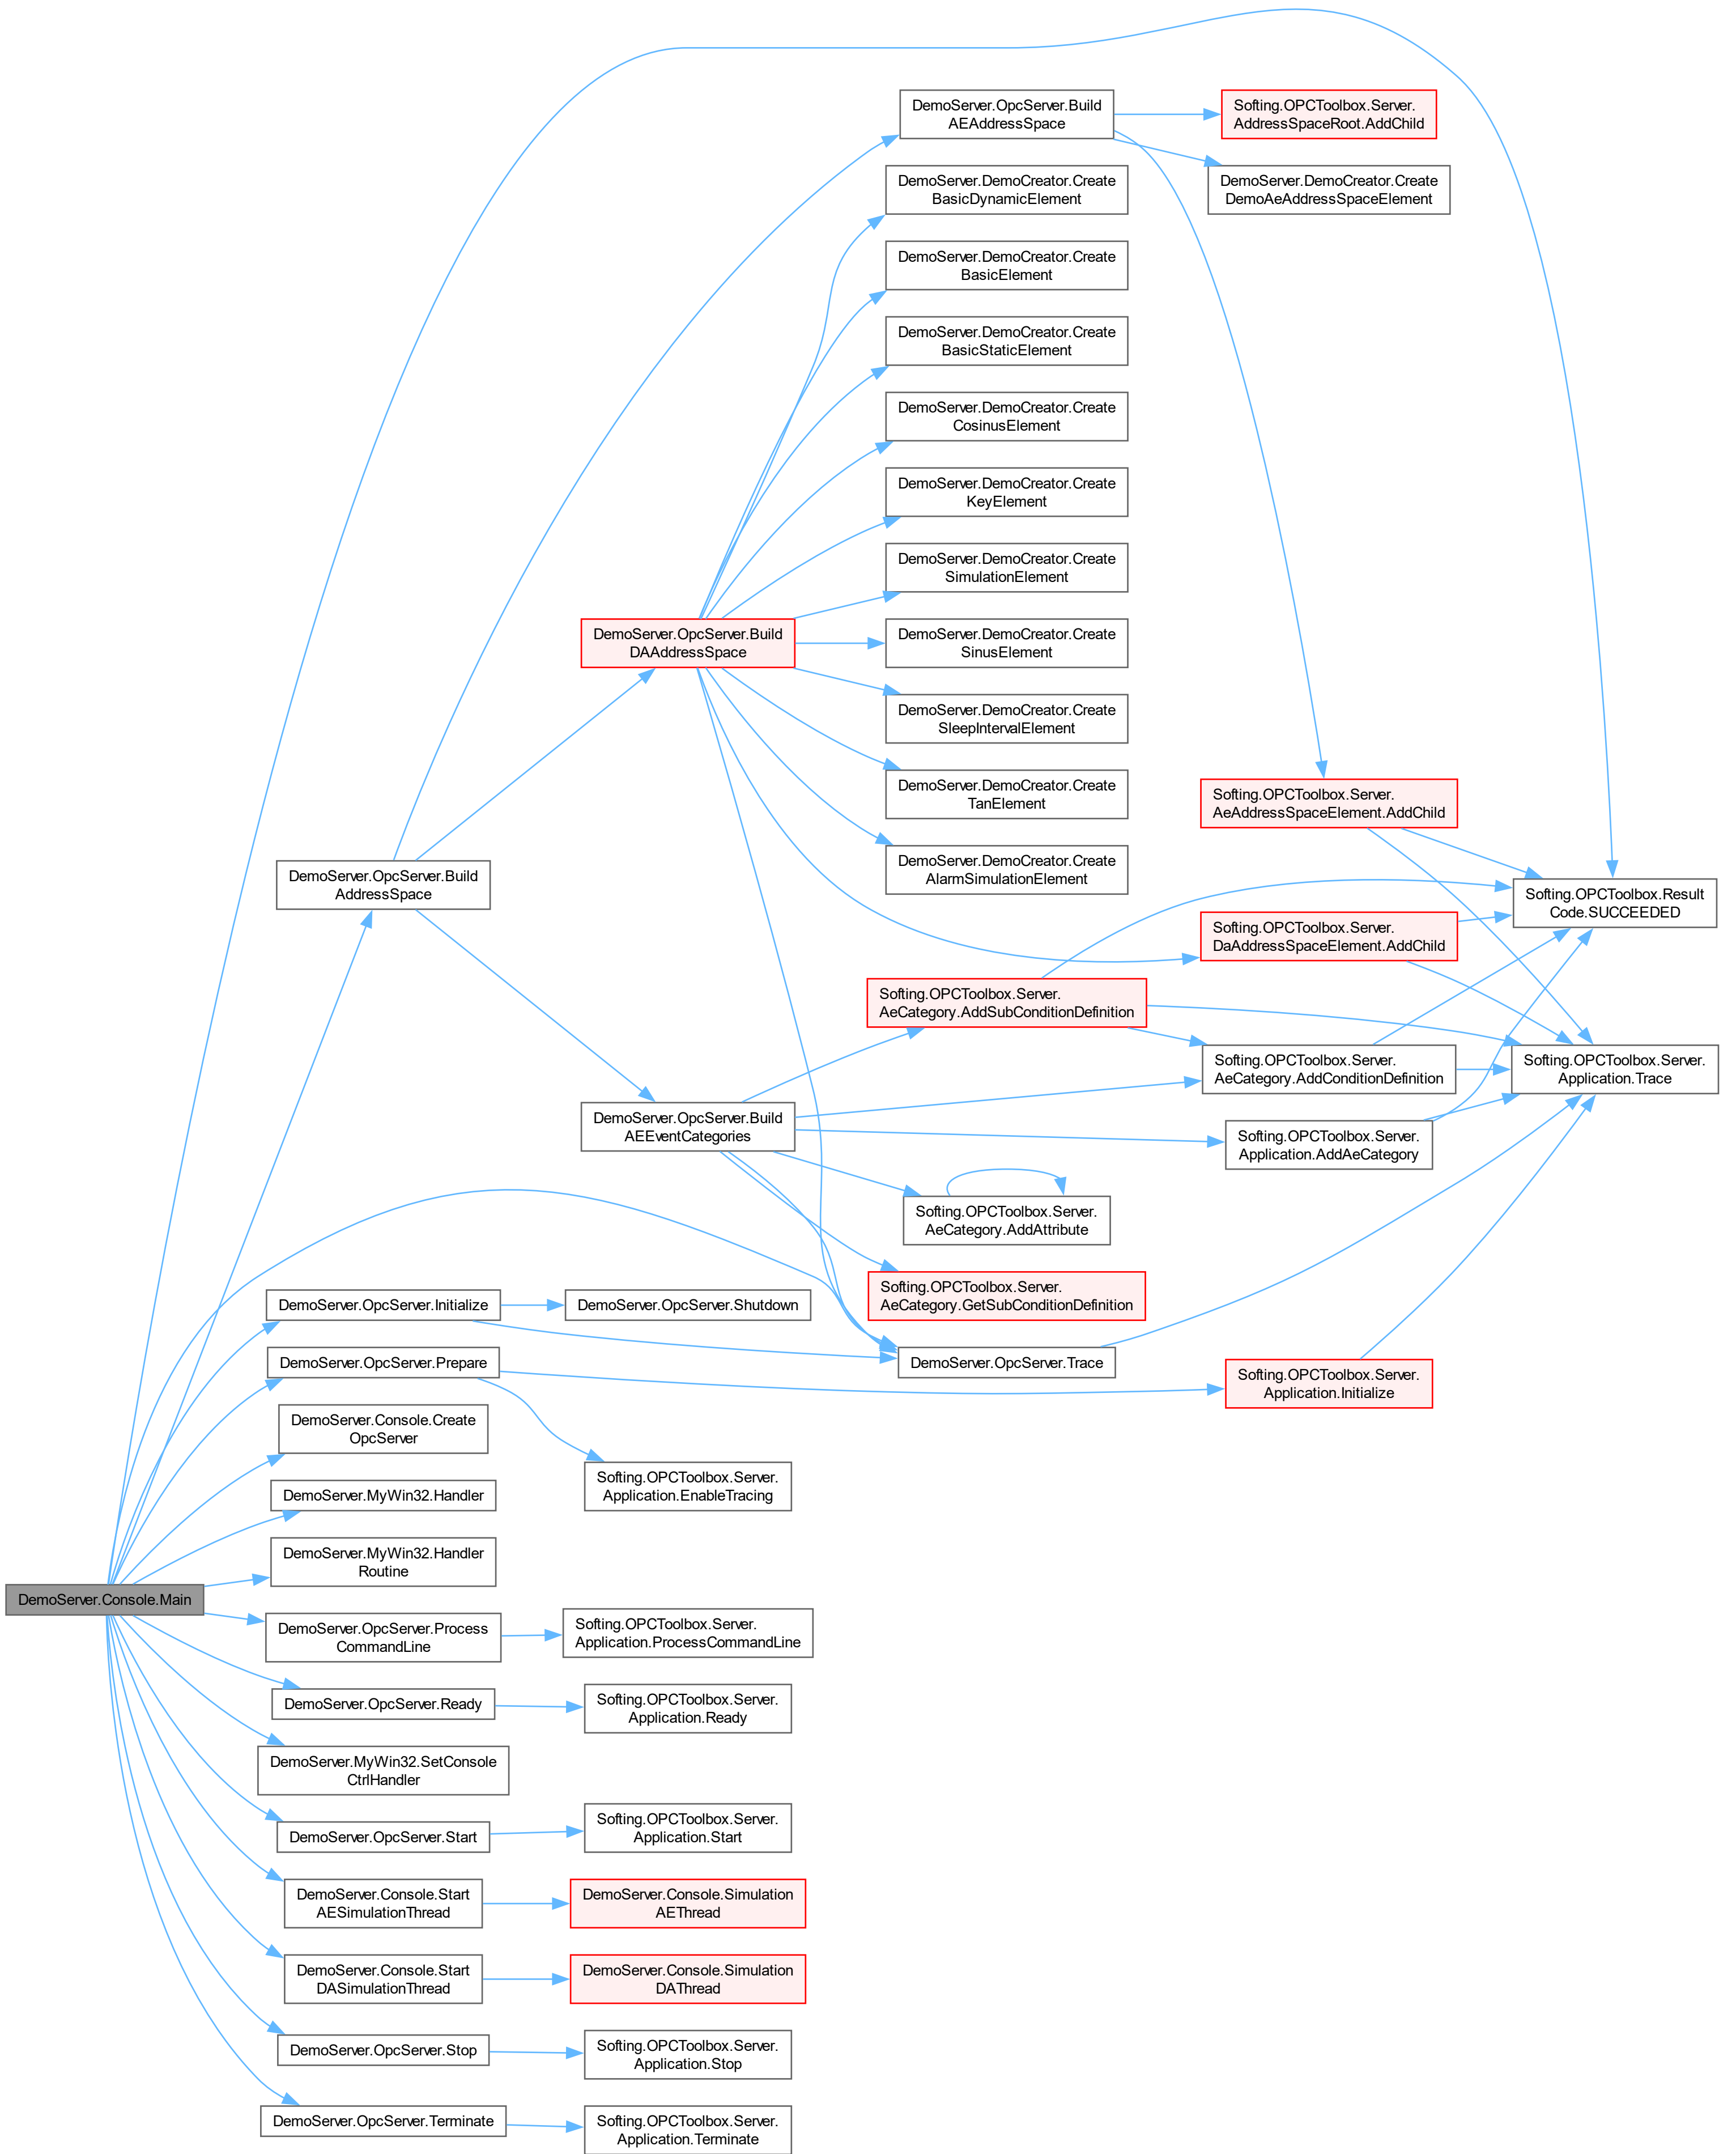 DemoServer.OpcServer.Build
AEAddressSpace
Softing.OPCToolbox.Server.
AddressSpaceRoot.AddChild
DemoServer.DemoCreator.Create
BasicDynamicElement
DemoServer.DemoCreator.Create
DemoAeAddressSpaceElement
DemoServer.DemoCreator.Create
BasicElement
DemoServer.DemoCreator.Create
BasicStaticElement
DemoServer.DemoCreator.Create
CosinusElement
DemoServer.DemoCreator.Create
KeyElement
DemoServer.DemoCreator.Create
SimulationElement
DemoServer.OpcServer.Build
DAAddressSpace
DemoServer.DemoCreator.Create
SinusElement
DemoServer.DemoCreator.Create
SleepIntervalElement
DemoServer.DemoCreator.Create
TanElement
Softing.OPCToolbox.Server.
AeAddressSpaceElement.AddChild
DemoServer.OpcServer.Build
AddressSpace
DemoServer.DemoCreator.Create
AlarmSimulationElement
Softing.OPCToolbox.Result
Code.SUCCEEDED
Softing.OPCToolbox.Server.
DaAddressSpaceElement.AddChild
Softing.OPCToolbox.Server.
AeCategory.AddSubConditionDefinition
Softing.OPCToolbox.Server.
AeCategory.AddConditionDefinition
Softing.OPCToolbox.Server.
Application.Trace
DemoServer.OpcServer.Build
AEEventCategories
Softing.OPCToolbox.Server.
Application.AddAeCategory
Softing.OPCToolbox.Server.
AeCategory.AddAttribute
Softing.OPCToolbox.Server.
AeCategory.GetSubConditionDefinition
DemoServer.OpcServer.Initialize
DemoServer.OpcServer.Shutdown
DemoServer.OpcServer.Prepare
DemoServer.OpcServer.Trace
Softing.OPCToolbox.Server.
Application.Initialize
DemoServer.Console.Create
OpcServer
Softing.OPCToolbox.Server.
Application.EnableTracing
DemoServer.MyWin32.Handler
DemoServer.MyWin32.Handler
Routine
DemoServer.Console.Main
DemoServer.OpcServer.Process
CommandLine
Softing.OPCToolbox.Server.
Application.ProcessCommandLine
DemoServer.OpcServer.Ready
Softing.OPCToolbox.Server.
Application.Ready
DemoServer.MyWin32.SetConsole
CtrlHandler
DemoServer.OpcServer.Start
Softing.OPCToolbox.Server.
Application.Start
DemoServer.Console.Start
AESimulationThread
DemoServer.Console.Simulation
AEThread
DemoServer.Console.Start
DASimulationThread
DemoServer.Console.Simulation
DAThread
DemoServer.OpcServer.Stop
Softing.OPCToolbox.Server.
Application.Stop
DemoServer.OpcServer.Terminate
Softing.OPCToolbox.Server.
Application.Terminate